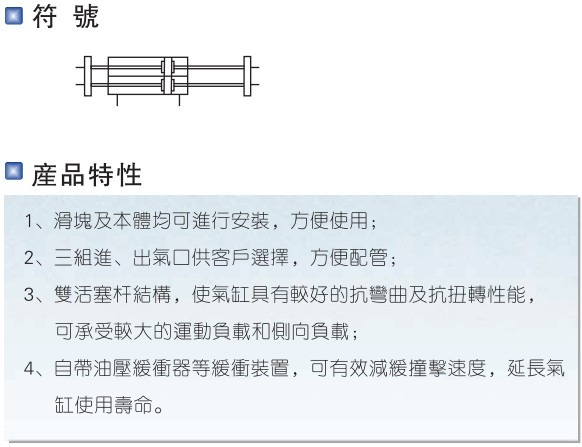 符 號
産品特性
1、滑塊及本體均可進行安裝，方便使用；
2、三組進、出氣口供客戶選擇，方便配管；
3、雙活塞杆結構，使氣缸具有較好的抗彎曲及抗扭轉性能，
可承受較大的運動負載和側向負載；
4、自帶油壓緩衝器等緩衝裝置，可有效減緩撞擊速度，延長氣
缸使用壽命。